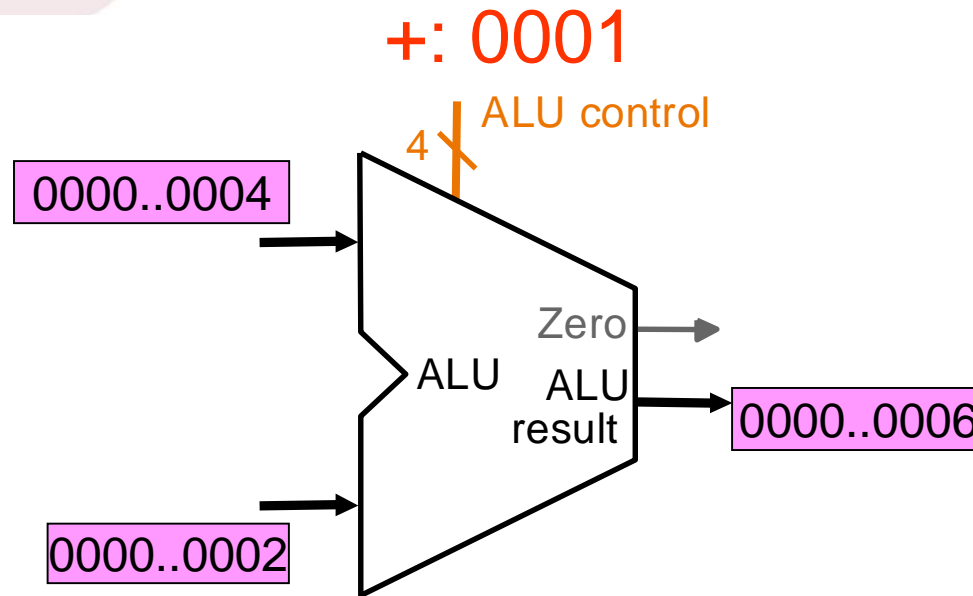 +: 0001
ALU control
4
0000..0004
Zero
ALU
ALU
result
0000..0006
0000..0002